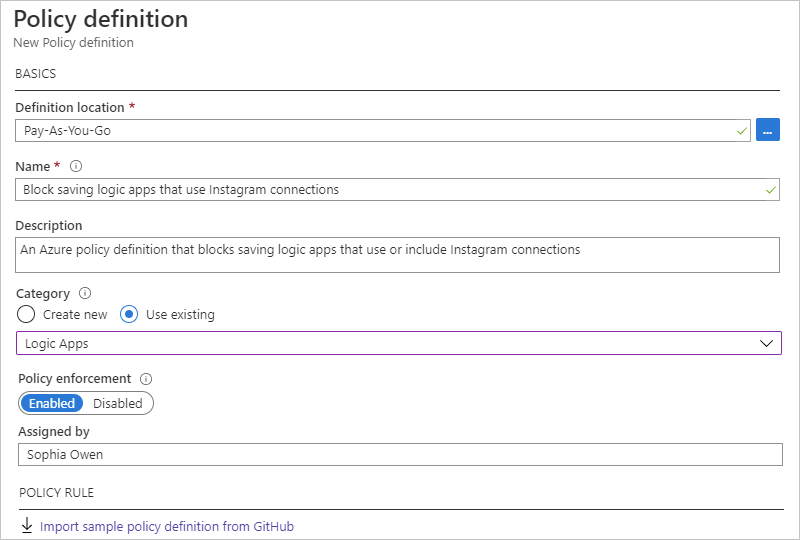 Policy definition
New Policy definition
BASICS
Definition location *
Pay-As-You-Go
...
Name *
Block saving logic apps that use Instagram connections
Description
An Azure policy definition that blocks saving logic apps that use or include Instagram connections
Category
Create new Use existing
Logic Apps
Policy enforcement
Enabled Disabled
Assigned by
Sophia Owen
POLICY RULE
Import sample policy definition from GitHub